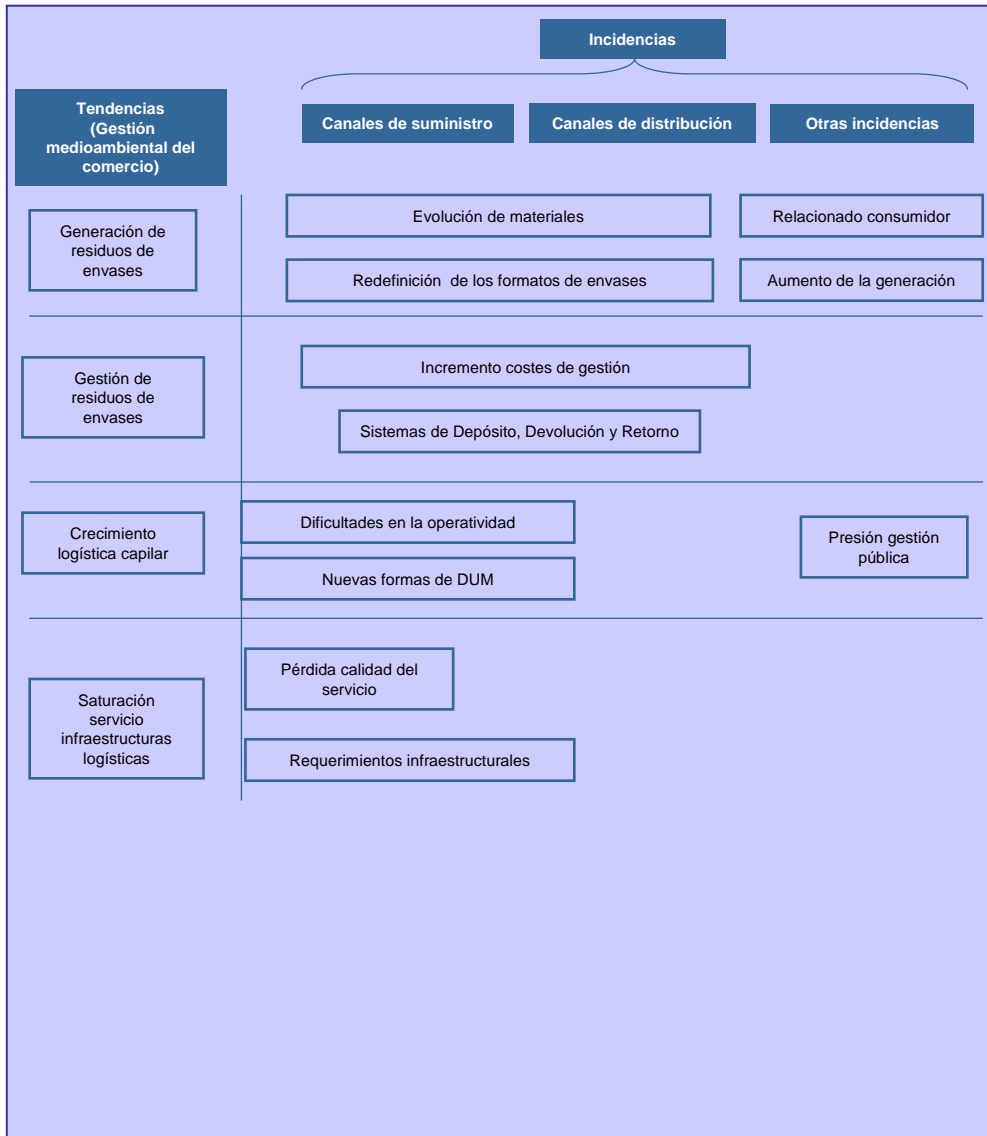 Incidencias
Tendencias
(Gestión
medioambiental del
comercio)
Canales de suministro
Canales de distribución
Otras incidencias
Generación de
residuos de
envases
Evolución de materiales
Relacionado consumidor
Redefinición de los formatos de envases
Aumento de la generación
Gestión de
residuos de
envases
Incremento costes de gestión
Sistemas de Depósito, Devolución y Retorno
Crecimiento
logística capilar
Dificultades en la operatividad
Nuevas formas de DUM
Presión gestión
pública
Saturación
servicio
infraestructuras
logísticas
Pérdida calidad del
servicio
Requerimientos infraestructurales